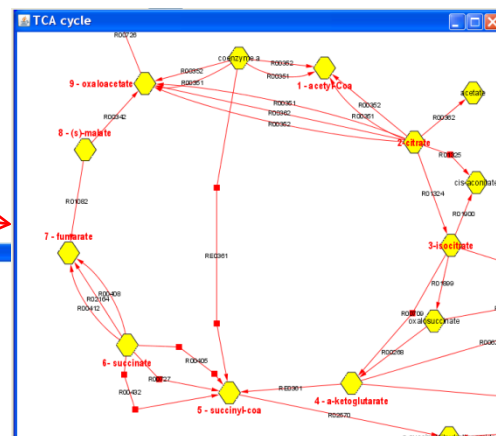 TCA cycle
R00726
coenzyme a
R00352
R00352
R00361
R00351
1 - acetyl-Coa
9 - oxaloacetate
R00351
R00362
R00352
R00362
R00351
acetate
R00362
R00342
8 - (s)-malate
2-citrate
R01324
cis-aconitate
R01900
R01082
7 - fumarate
3-isocitrate
RE0361
R00408
R02164
R00412
R01899
oxalosuccinate
R00268
6- succinate
R00405
R00727
R00432
RE0361
5 - succinyl-coa
4 - a-ketoglutarate
R02570